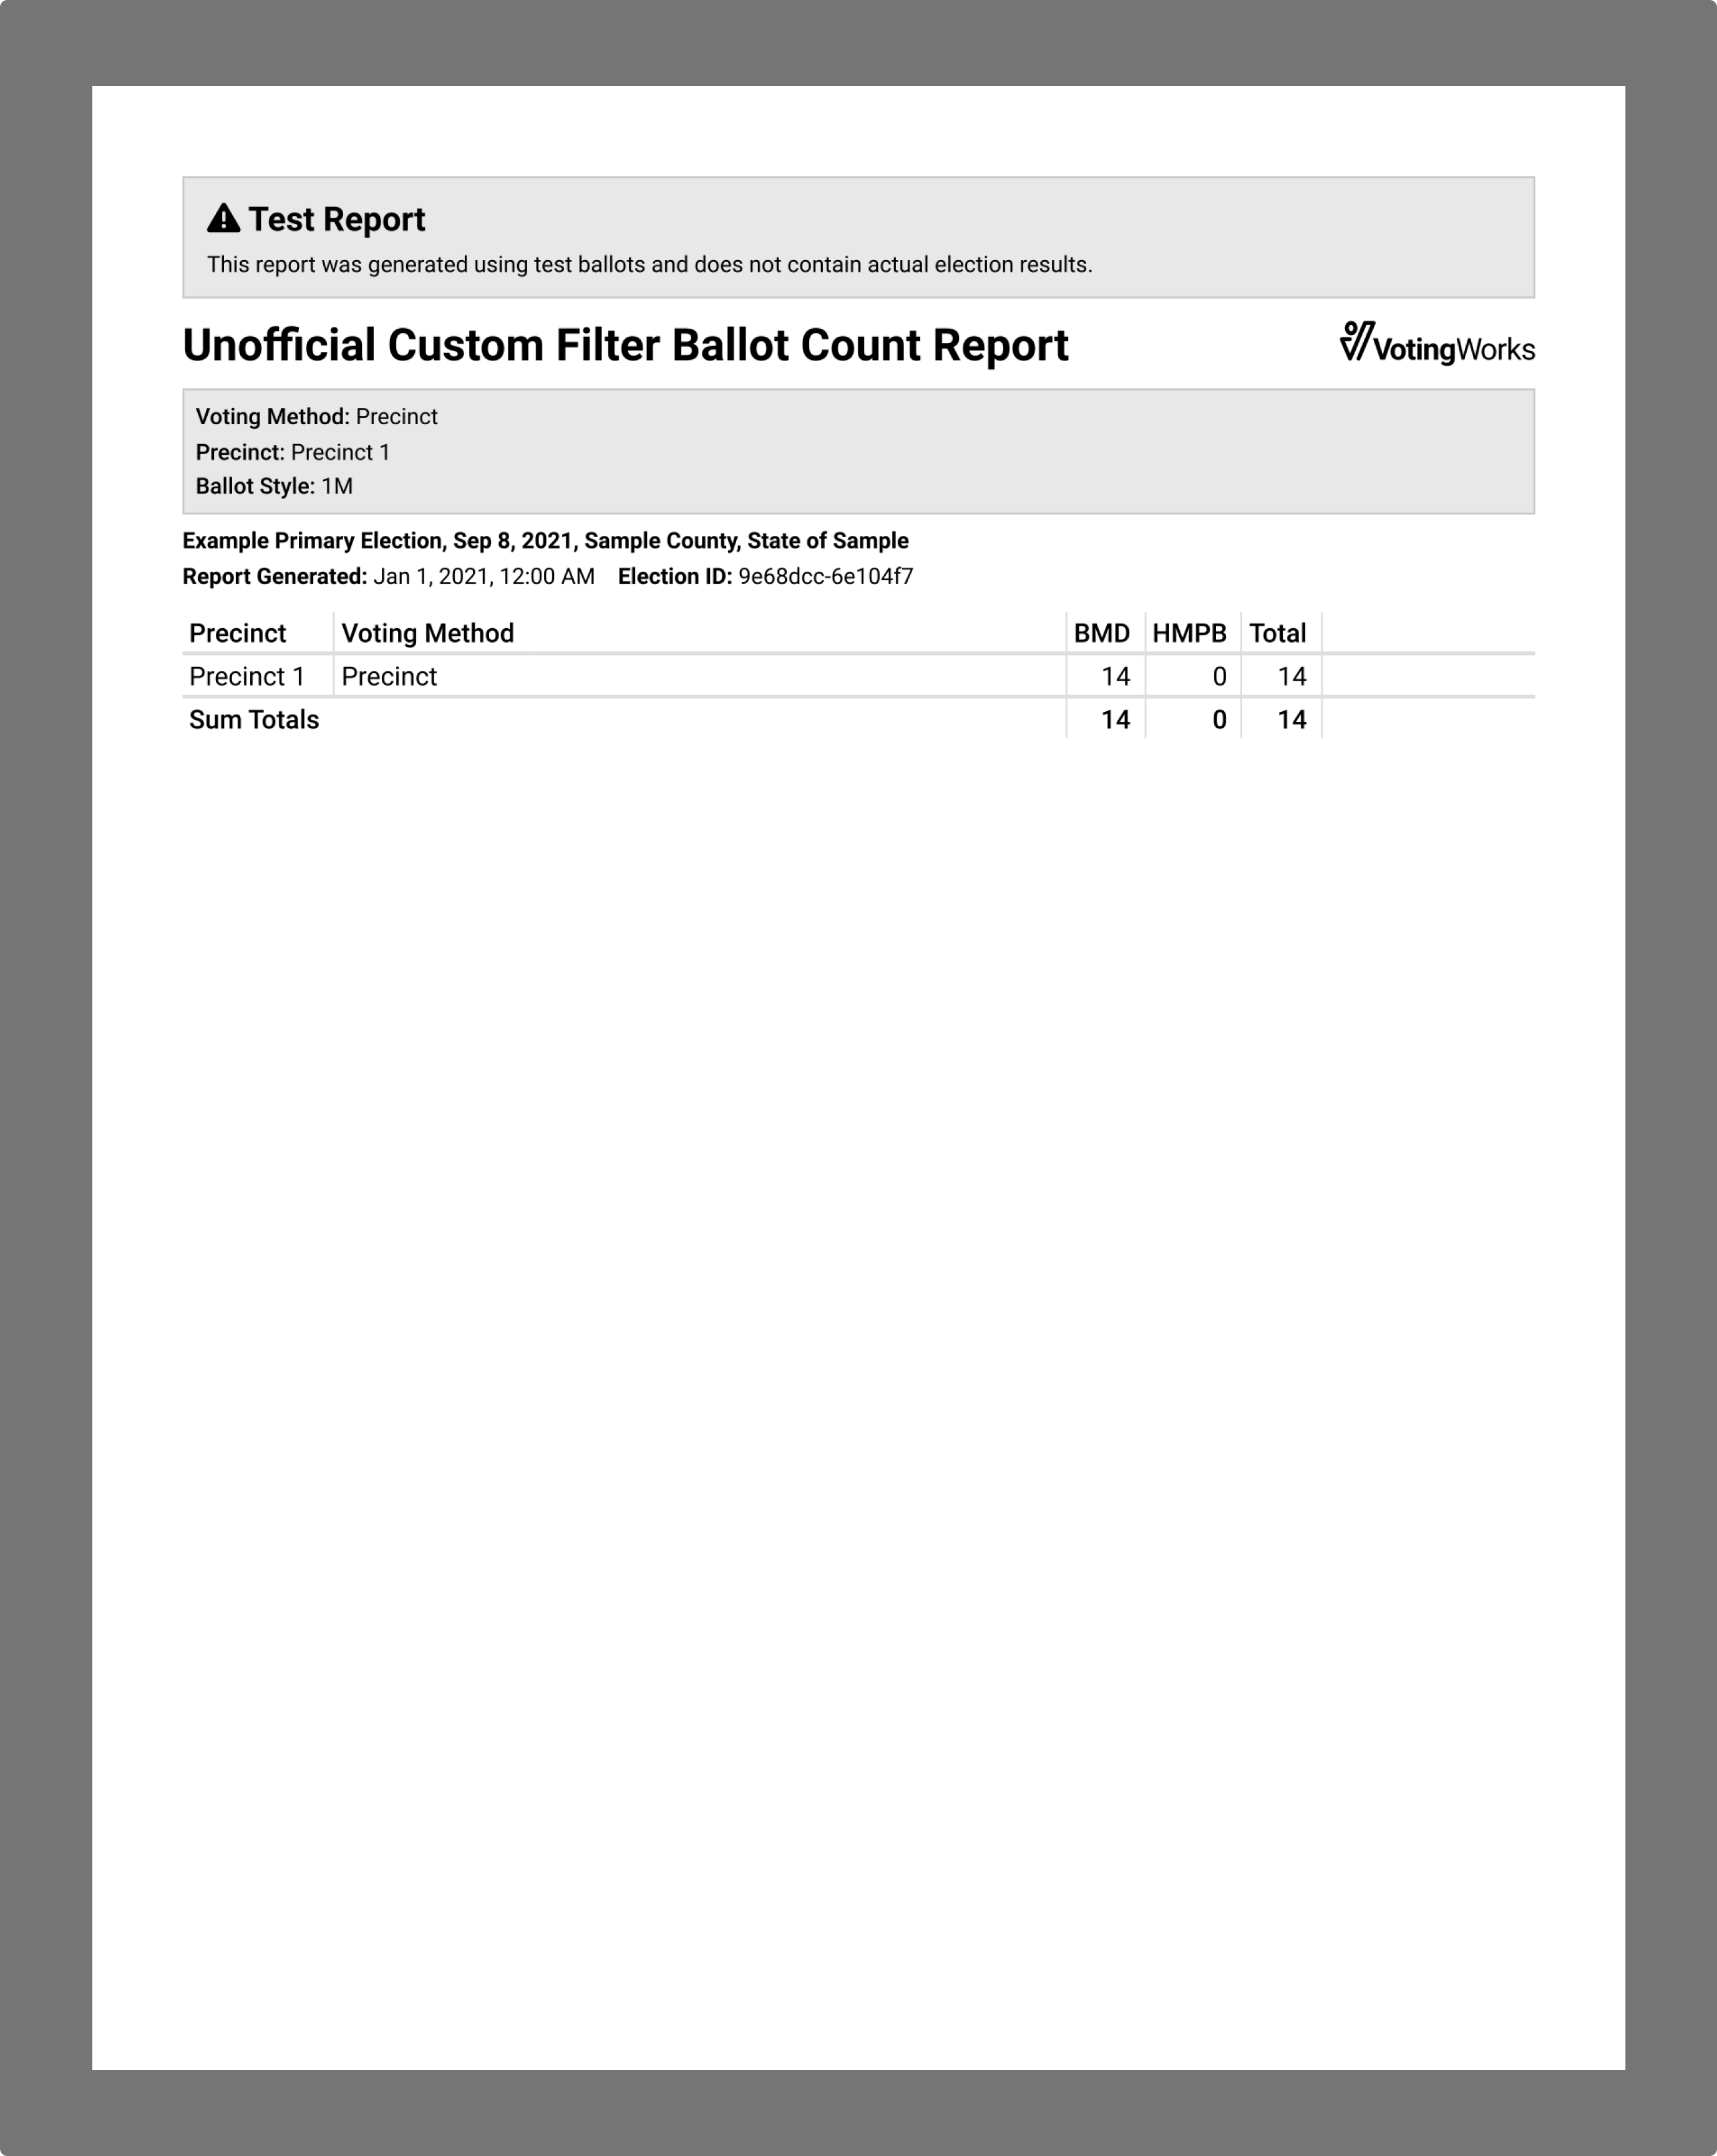 Test Report
This report was generated using test ballots and does not contain actual election results.
Unofficial Custom Filter Ballot Count Report
VotingWorks
Voting Method: Precinct
Precinct: Precinct 1
Ballot Style: 1M
Example Primary Election, Sep 8, 2021, Sample County, State of Sample
Report Generated: Jan 1, 2021, 12:00 AM Election ID: 9e68dcc-6e104f7
Precinct Voting Method BMD HMPB Total
Precinct 1 Precinct 14 0 14
Sum Totals 14 0 14